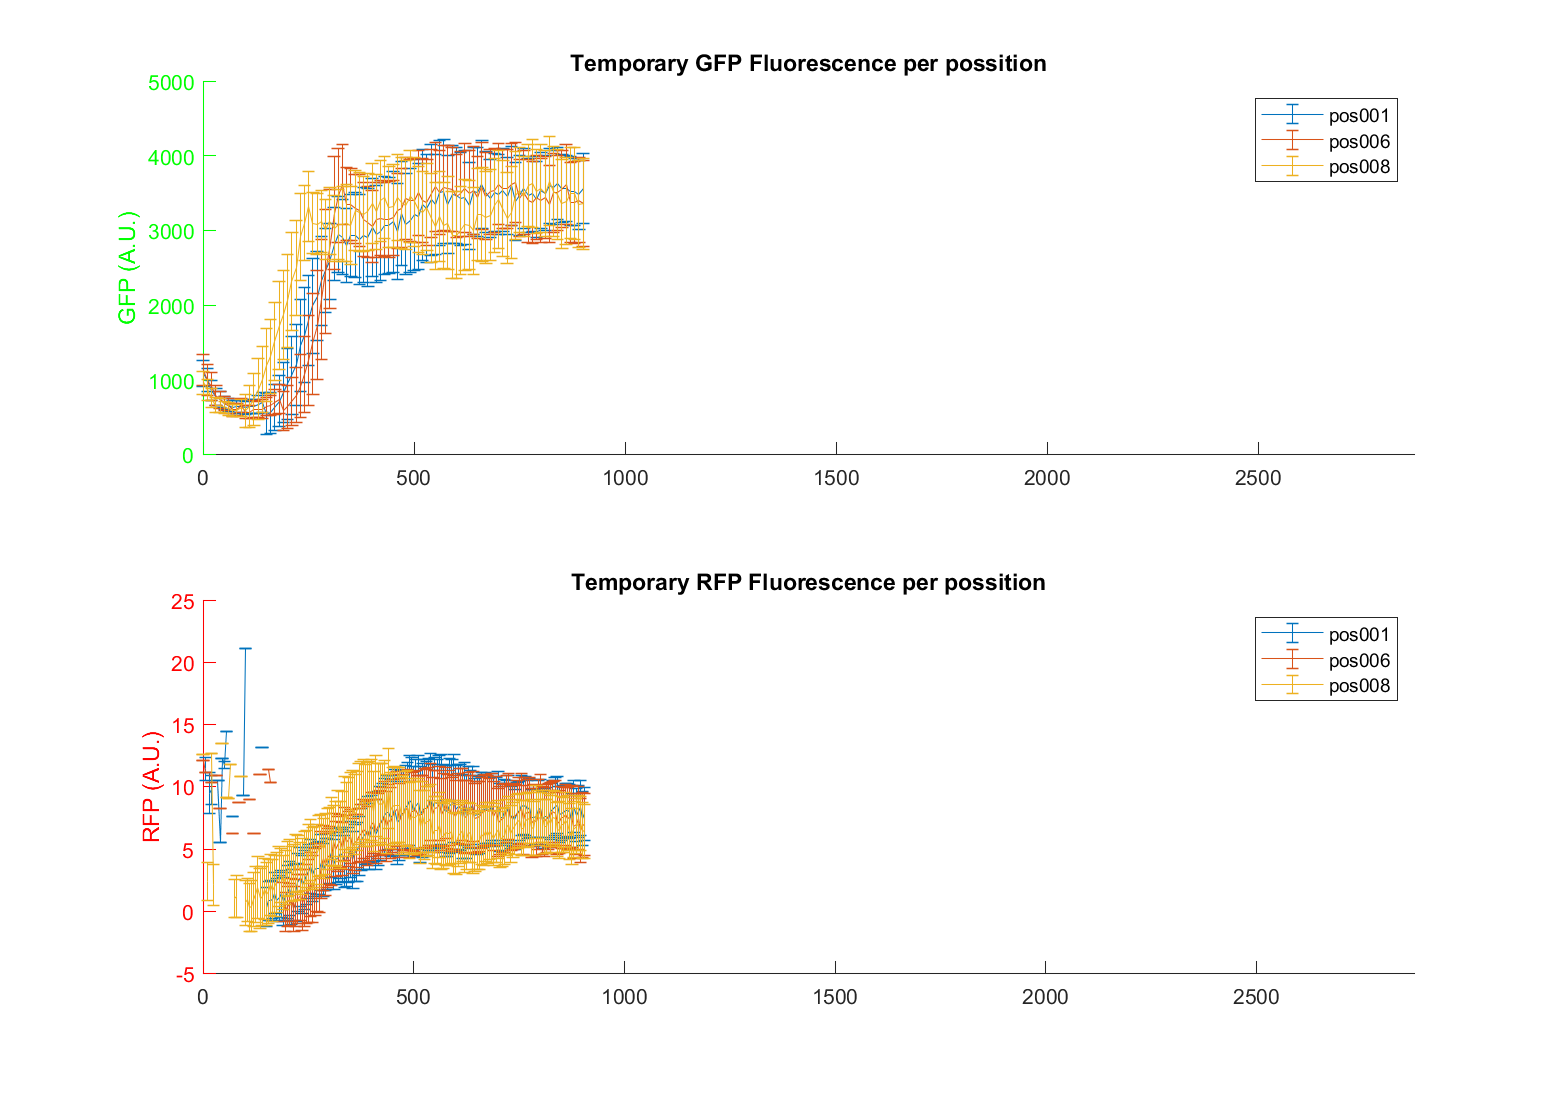 Temporary GFP Fluorescence per possition
GFP (A.U.)
5000
4000
3000
2000
1000
0
0 500 1000 1500 2000 2500
pos001
pos006
pos008
Temporary RFP Fluorescence per possition
RFP (A.U.)
25
20
15
10
5
0
-5
0 500 1000 1500 2000 2500
pos001
pos006
pos008